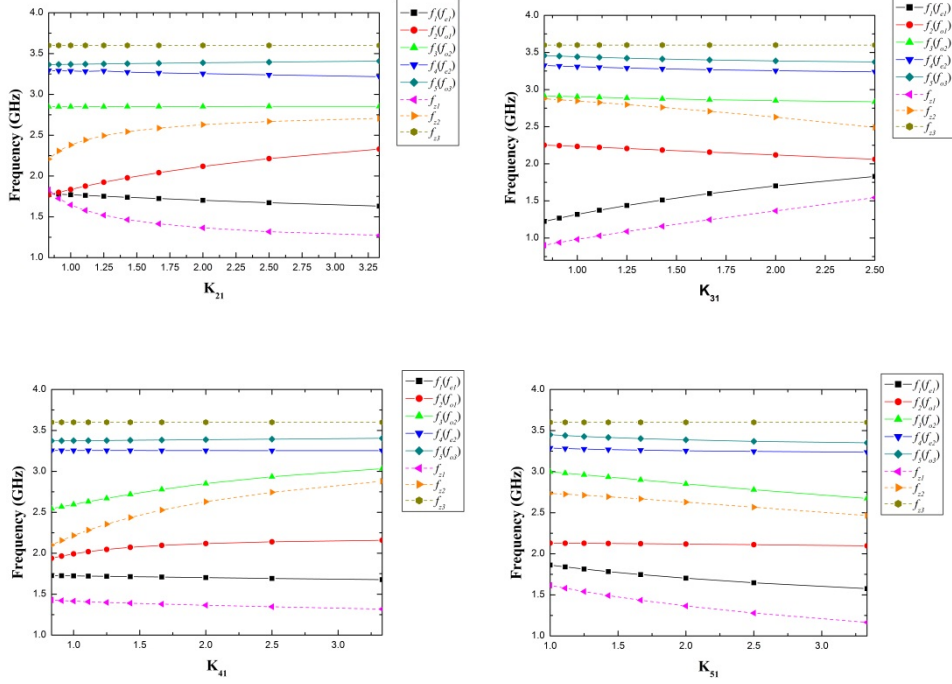 4.0
3.5
3.0
2.5
2.0
1.5
1.0
Frequency (GHz)
1.00 1.25 1.50 1.75 2.00 2.25 2.50 2.75 3.00 3.25
K21
f1(fe1)
f2(fo1)
f3(fo2)
f4(fe2)
f5(fo3)
fz1
fz2
fz3
4.0
3.5
3.0
2.5
2.0
1.5
1.0
Frequency (GHz)
1.00 1.25 1.50 1.75 2.00 2.25 2.50
K31
f1(fe1)
f2(fo1)
f3(fo2)
f4(fe2)
f5(fo3)
fz1
fz2
fz3
4.0
3.5
3.0
2.5
2.0
1.5
1.0
Frequency (GHz)
1.0 1.5 2.0 2.5 3.0
K41
f1(fe1)
f2(fo1)
f3(fo2)
f4(fe2)
f5(fo3)
fz1
fz2
fz3
4.0
3.5
3.0
2.5
2.0
1.5
1.0
Frequency (GHz)
1.0 1.5 2.0 2.5 3.0
K51
f1(fe1)
f2(fo1)
f3(fo2)
f4(fe2)
f5(fo3)
fz1
fz2
fz3